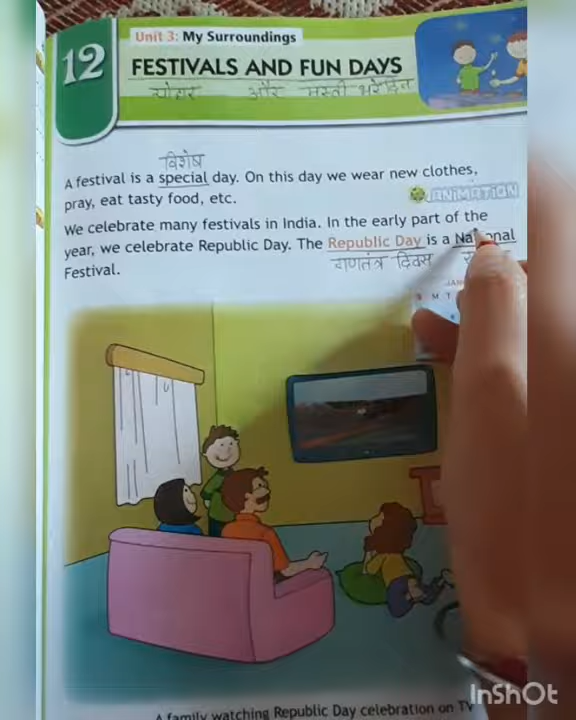 12
Unit 3: My Surroundings
FESTIVALS AND FUN DAYS
त्योहार और मस्ती भरे दिन
विशेष
A festival is a special day. On this day we wear new clothes,
pray, eat tasty food, etc.
ANIMATION
We celebrate many festivals in India. In the early part of the
year, we celebrate Republic Day. The Republic Day is a National
गणतंत्र दिवस
Festival.
A family watching Republic Day celebration on TV
InShOt